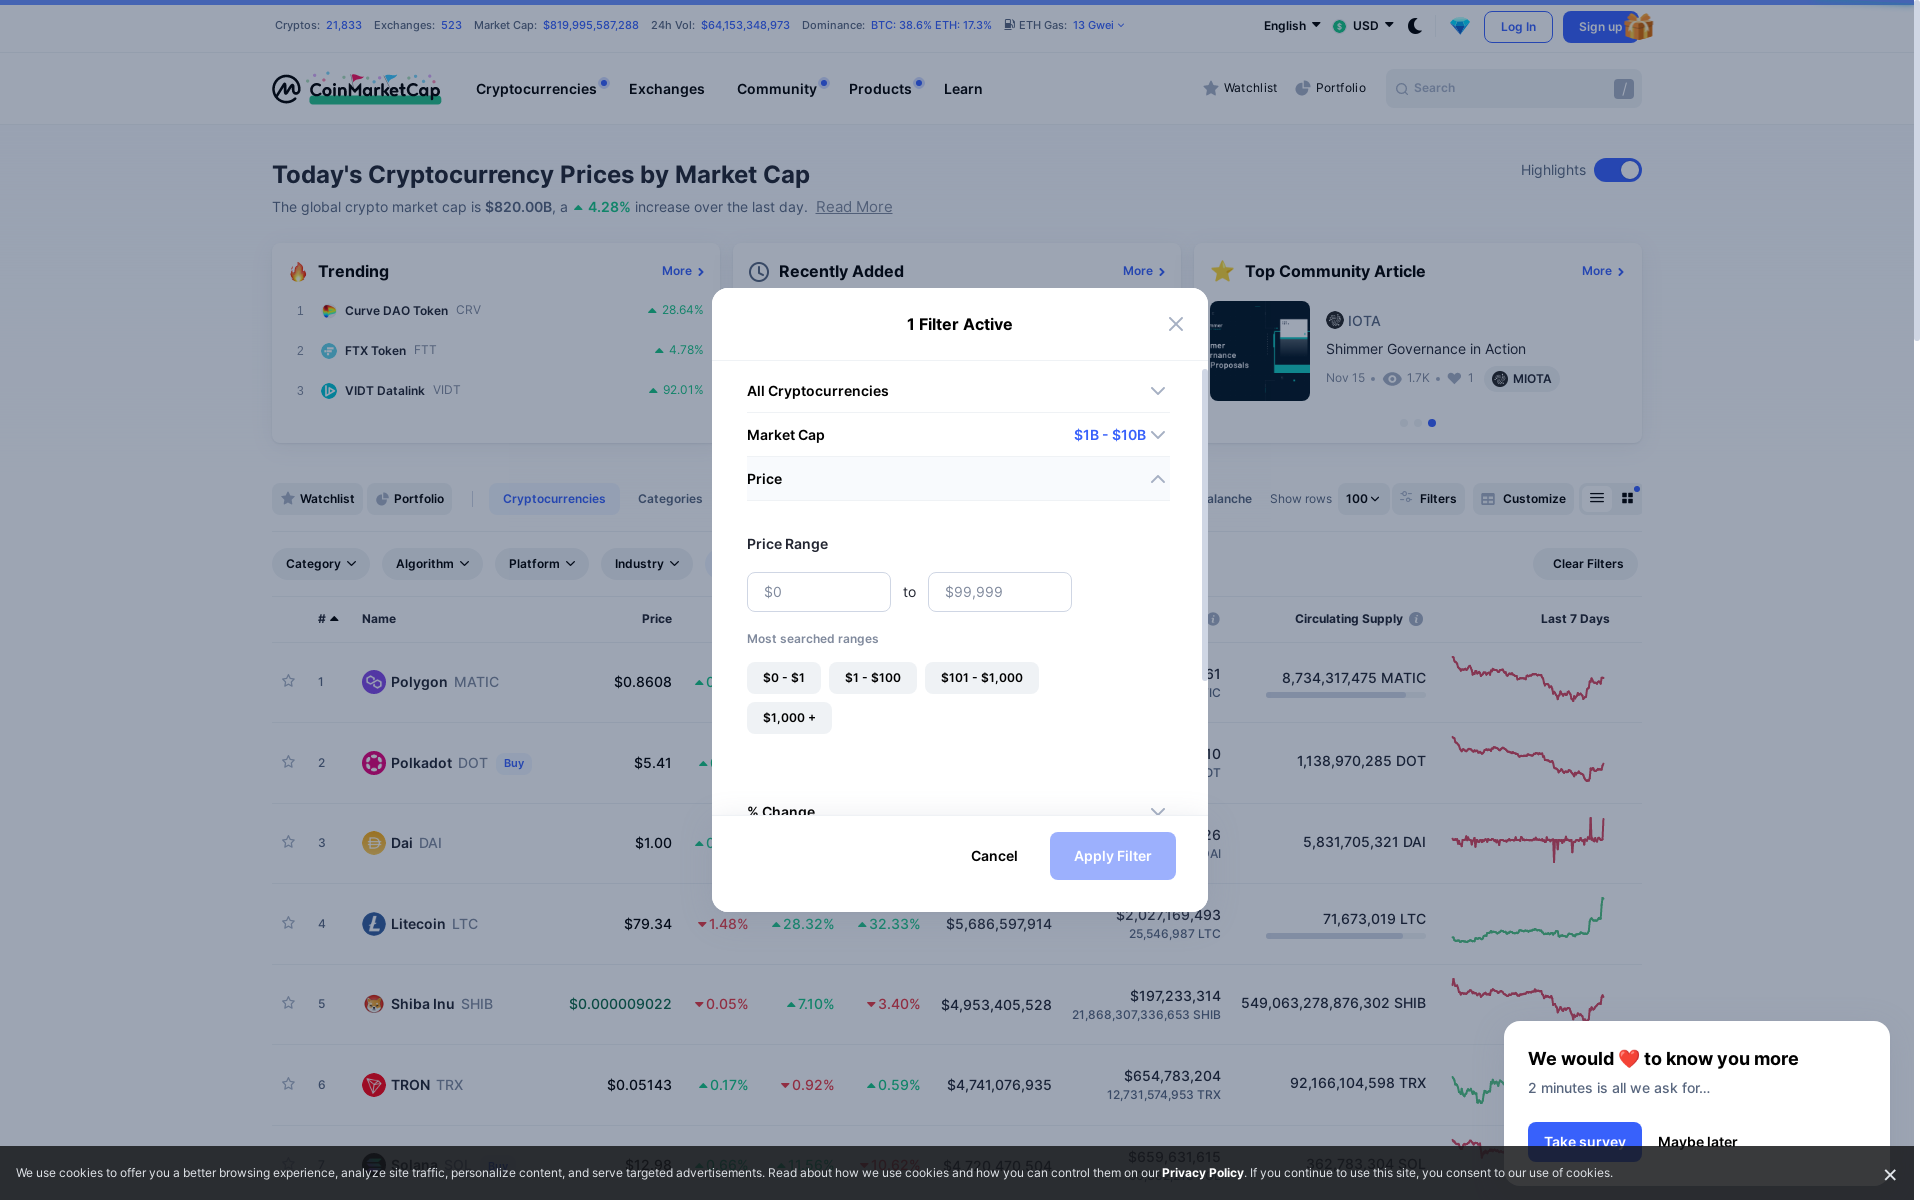 Cryptos: 21,833 Exchanges: 523 Market Cap: $819,995,587,288 24h Vol: $64,153,348,973 Dominance: BTC: 38.6% ETH: 17.3% ETH Gas: 13 Gwei
English USD Log In Sign up
CoinMarketCap Cryptocurrencies Exchanges Community Products Learn Watchlist Portfolio Search /
Today's Cryptocurrency Prices by Market Cap
Highlights
The global crypto market cap is $820.00B, a 4.28% increase over the last day. Read More
Trending More
1 Curve DAO Token CRV 28.64%
2 FTX Token FTT 4.78%
3 VIDT Datalink VIDT 92.01%
Recently Added More
Top Community Article More
IOTA
Shimmer Governance in Action
Nov 15 • 1.7K • 1 MIOTA
1 Filter Active
All Cryptocurrencies
Market Cap $1B - $10B
Price
Price Range
$0 to $99,999
Most searched ranges
$0 - $1 $1 - $100 $101 - $1,000
$1,000 +
% Change
Cancel Apply Filter
Watchlist Portfolio Cryptocurrencies Categories
Show rows 100 Filters Customize
Category Algorithm Platform Industry Clear Filters
# Name Price Circulating Supply Last 7 Days
1 Polygon MATIC $0.8608 8,734,317,475 MATIC
2 Polkadot DOT Buy $5.41 1,138,970,285 DOT
3 Dai DAI $1.00 5,831,705,321 DAI
4 Litecoin LTC $79.34 1.48% 28.32% 32.33% $5,686,597,914 $2,027,169,493 71,673,019 LTC
25,546,987 LTC
5 Shiba Inu SHIB $0.000009022 0.05% 7.10% 3.40% $4,953,405,528 $197,233,314 549,063,278,876,302 SHIB
21,868,307,336,653 SHIB
6 TRON TRX $0.05143 0.17% 0.92% 0.59% $4,741,076,935 $654,783,204 92,166,104,598 TRX
12,731,574,953 TRX
7 Solana SOL $12.98 $659,631,615 362,783,304 SOL
We would ❤️ to know you more
2 minutes is all we ask for...
Take survey Maybe later
We use cookies to offer you a better browsing experience, analyze site traffic, personalize content, and serve targeted advertisements. Read about how we use cookies and how you can control them on our Privacy Policy. If you continue to use this site, you consent to our use of cookies.